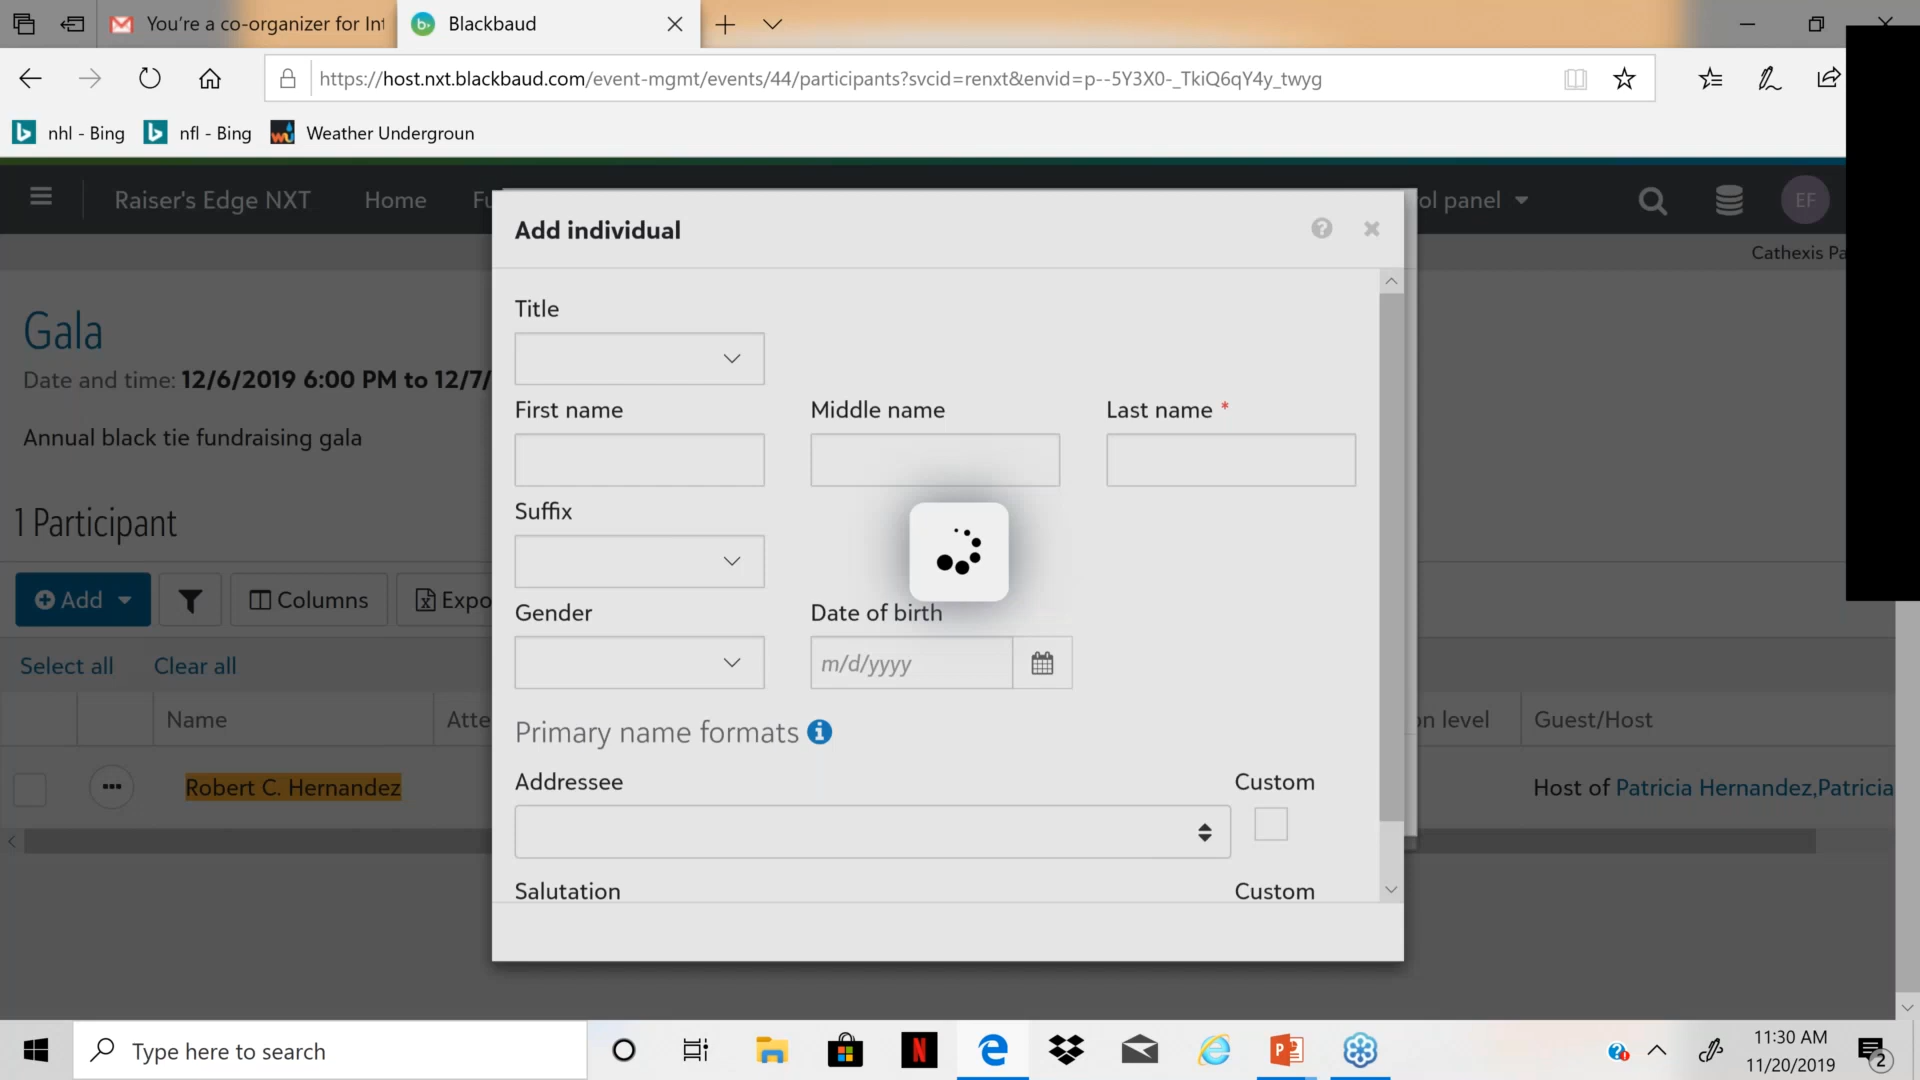 You're a co-organizer for Int
Blackbaud
https://host.nxt.blackbaud.com/event-mgmt/events/44/participants?svcid=renxt&envid=p--5Y3X0-_TkiQ6qY4y_twyg
nhl - Bing
nfl - Bing
Weather Undergroun
Raiser's Edge NXT
Home
Fu
ol panel
EF
Cathexis Pa
Add individual
Gala
Date and time: 12/6/2019 6:00 PM to 12/7/
Annual black tie fundraising gala
1 Participant
Add
Columns
Expo
Select all
Clear all
Name
Atte
on level
Guest/Host
Robert C. Hernandez
Host of Patricia Hernandez,Patricia
Title
First name
Middle name
Last name *
Suffix
Gender
Date of birth
m/d/yyyy
Primary name formats
Addressee
Custom
Salutation
Custom
Type here to search
11:30 AM
11/20/2019
2